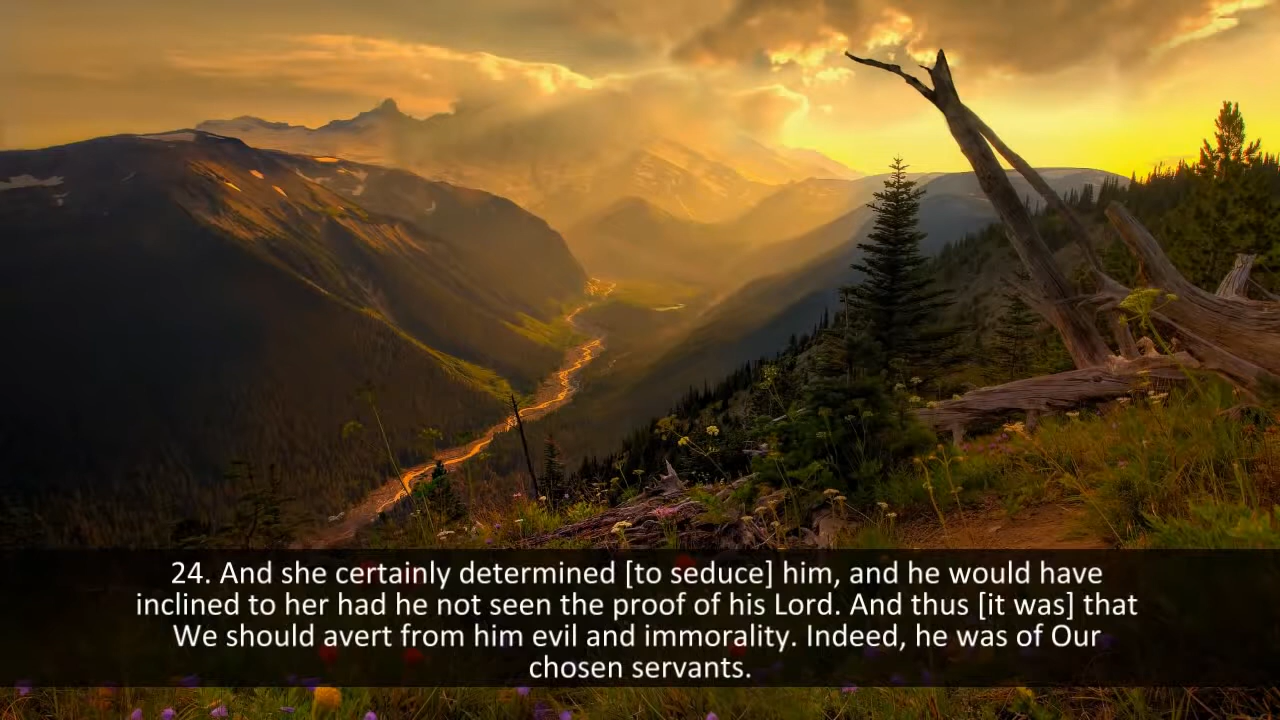 24. And she certainly determined [to seduce] him, and he would have
inclined to her had he not seen the proof of his Lord. And thus [it was] that
We should avert from him evil and immorality. Indeed, he was of Our
chosen servants.